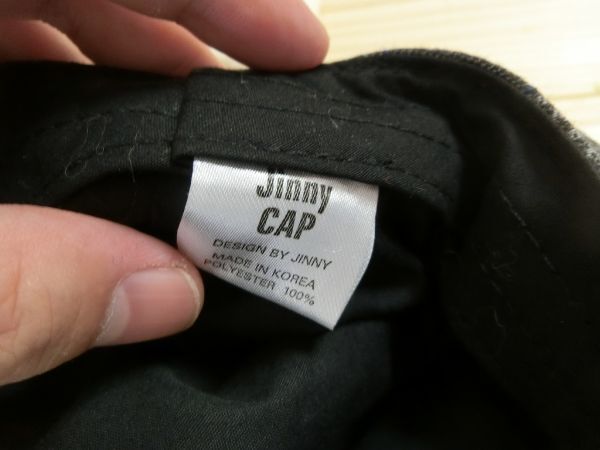 Jinny
CAP
DESIGN BY JINNY
MADE IN KOREA
POLYESTER 100%